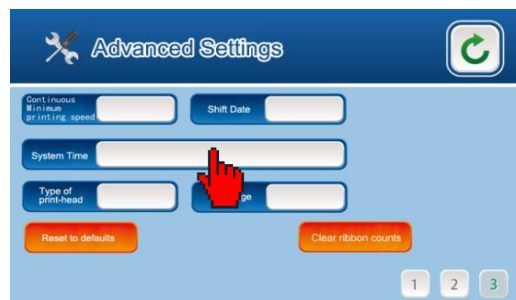 Advanced Settings
Continuous
Minimum
printing speed
Shift Date
System Time
Type of
print-head
Reset to defaults
Clear ribbon counts
1 2 3